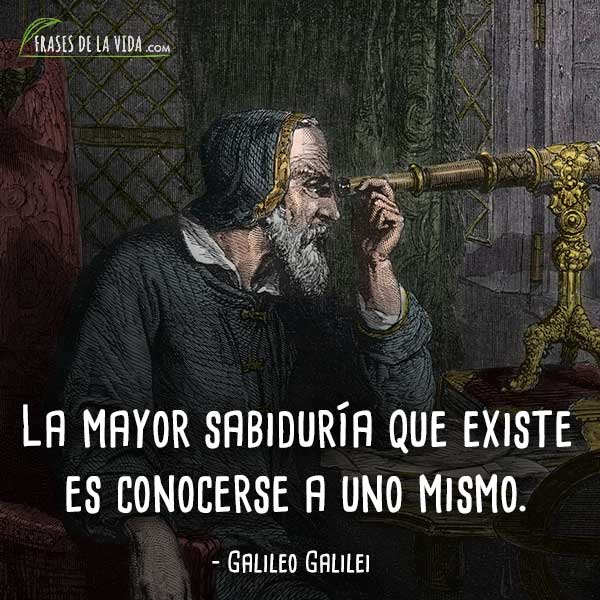 FRASES DE LA VIDA.COM
LA MAYOR SABIDURÍA QUE EXISTE
ES CONOCERSE A UNO MISMO.
- GALILEO GALILEI